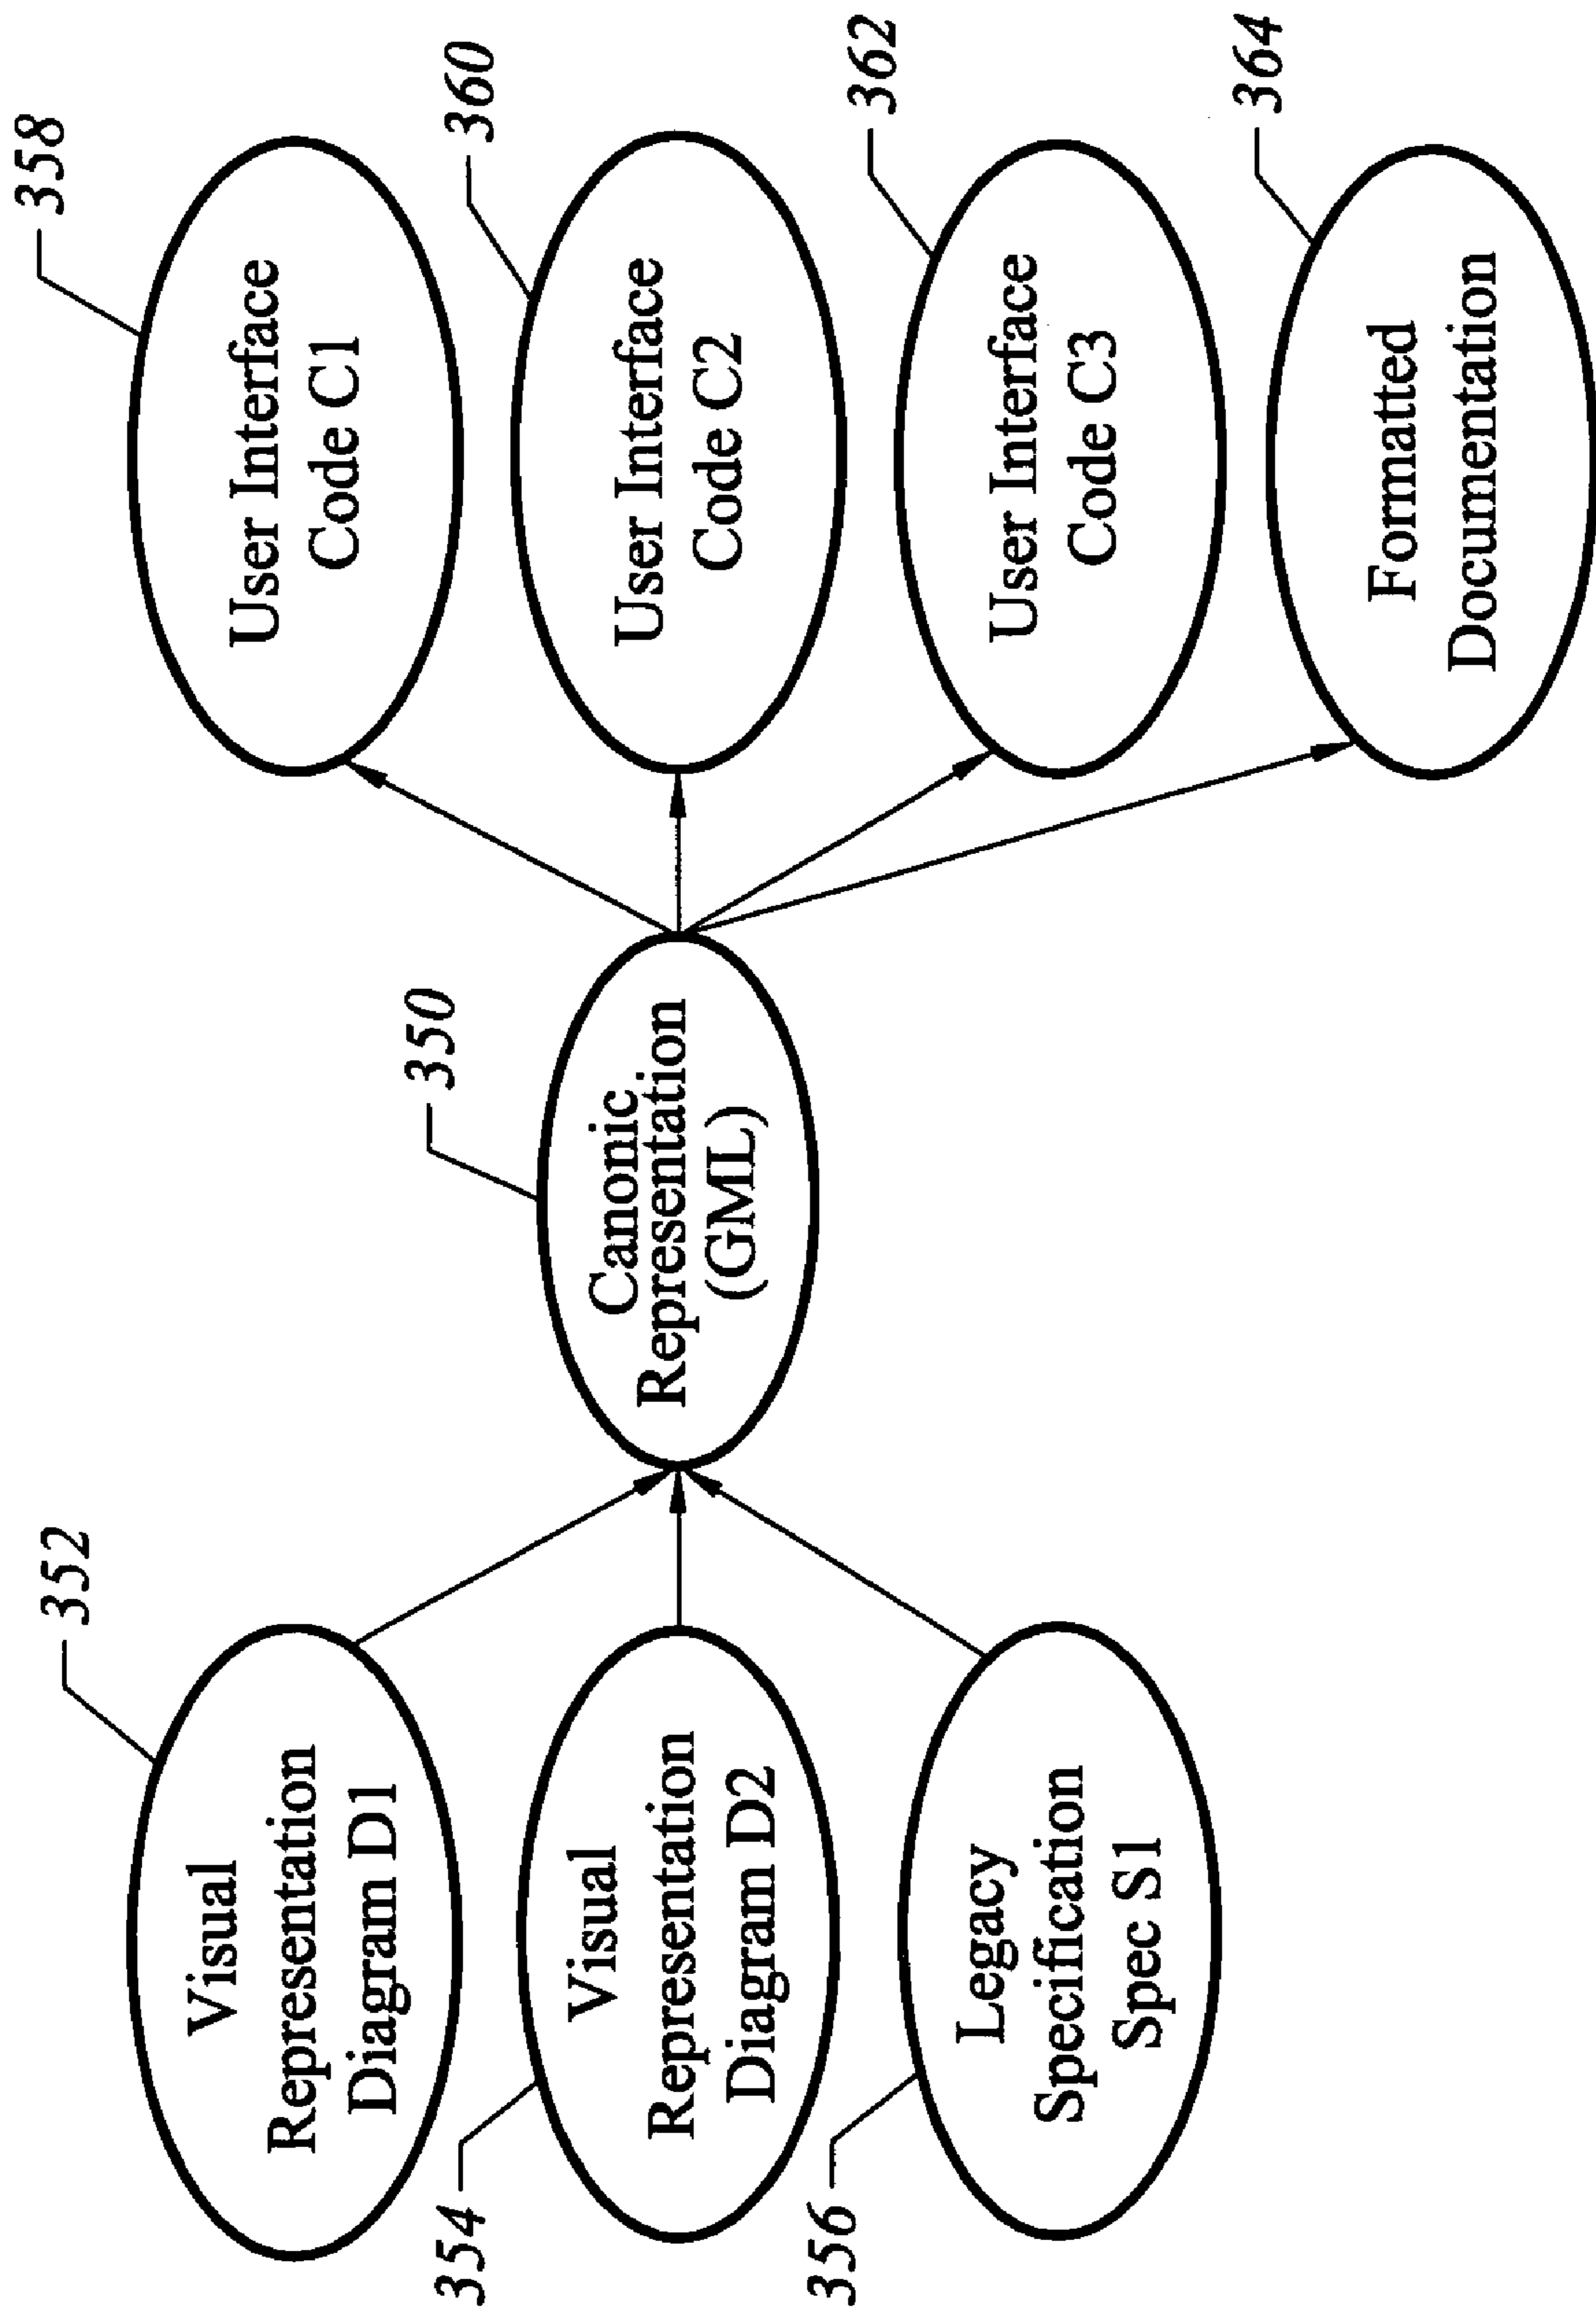 352
Visual
Representation
Diagram D1
354
Visual
Representation
Diagram D2
356
Legacy
Specification
Spec S1
350
Canonic
Representation
(GML)
358
User Interface
Code C1
360
User Interface
Code C2
362
User Interface
Code C3
364
Formatted
Documentation